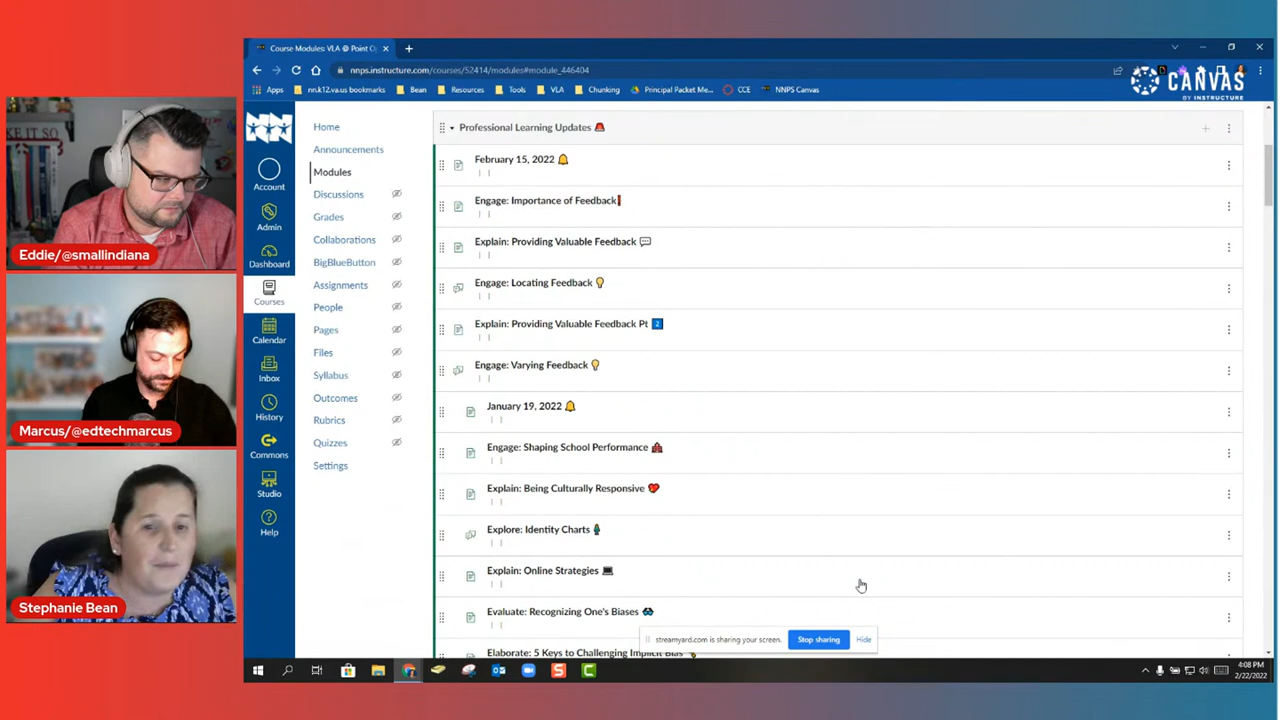 Course Modules: VLA @ Point O
nnps.instructure.com/courses/52414/modules#module_446404
Apps
nn.k12.va.us bookmarks
Bean
Resources
Tools
VLA
Chunking
Principal Packet Me...
CCE
NNPS Canvas
CANVAS
BY INSTRUCTURE
NN
Account
Admin
Dashboard
Courses
Calendar
Inbox
History
Commons
Studio
Help
Home
Announcements
Modules
Discussions
Grades
Collaborations
BigBlueButton
Assignments
People
Pages
Files
Syllabus
Outcomes
Rubrics
Quizzes
Settings
Professional Learning Updates 🚨
February 15, 2022 🔔
Engage: Importance of Feedback❗
Explain: Providing Valuable Feedback 💬
Engage: Locating Feedback 💡
Explain: Providing Valuable Feedback Pt 2️⃣
Engage: Varying Feedback 💡
January 19, 2022 🔔
Engage: Shaping School Performance 🏫
Explain: Being Culturally Responsive ❤️
Explore: Identity Charts 🧍
Explain: Online Strategies 💻
Evaluate: Recognizing One's Biases 👓
Elaborate: 5 Keys to Challenging Implicit Bias
streamyard.com is sharing your screen.
Stop sharing
Hide
4:08 PM
2/22/2022
Eddie/@smallindiana
Marcus/@edtechmarcus
Stephanie Bean